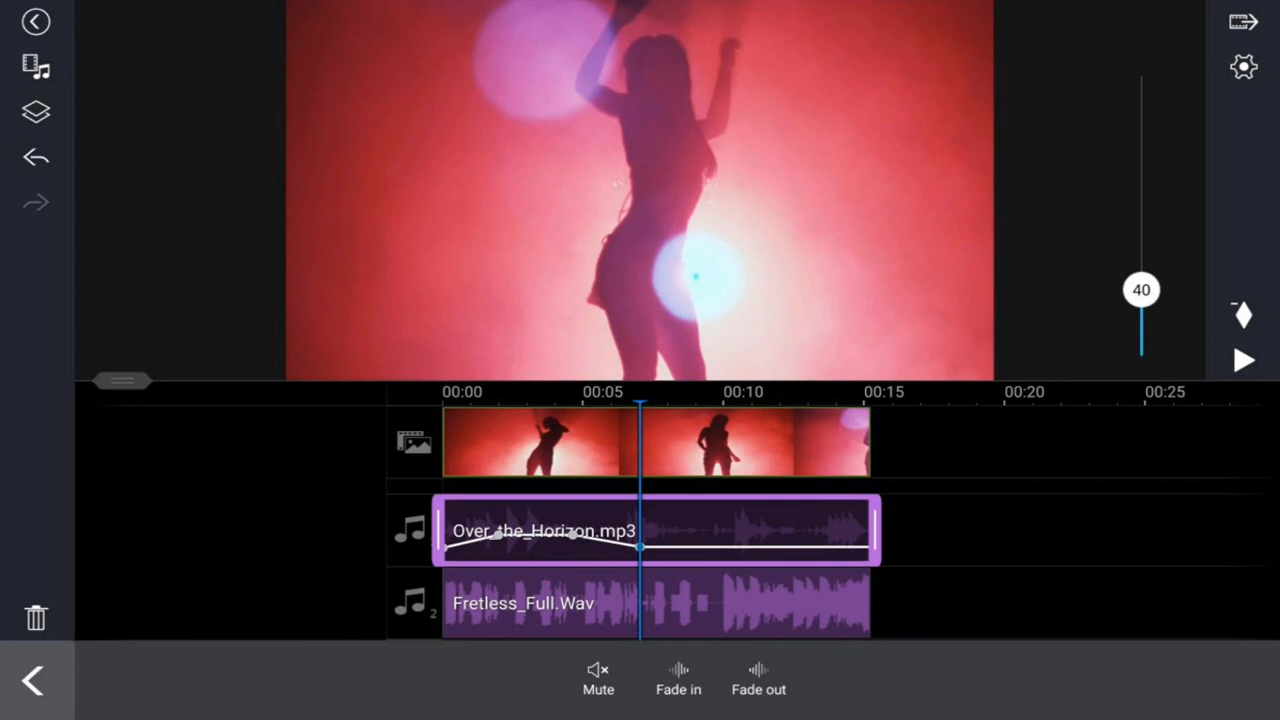 40
00:00 00:05 00:10 00:15 00:20 00:25
Over_the_Horizon.mp3
2 Fretless_Full.Wav
Mute Fade in Fade out